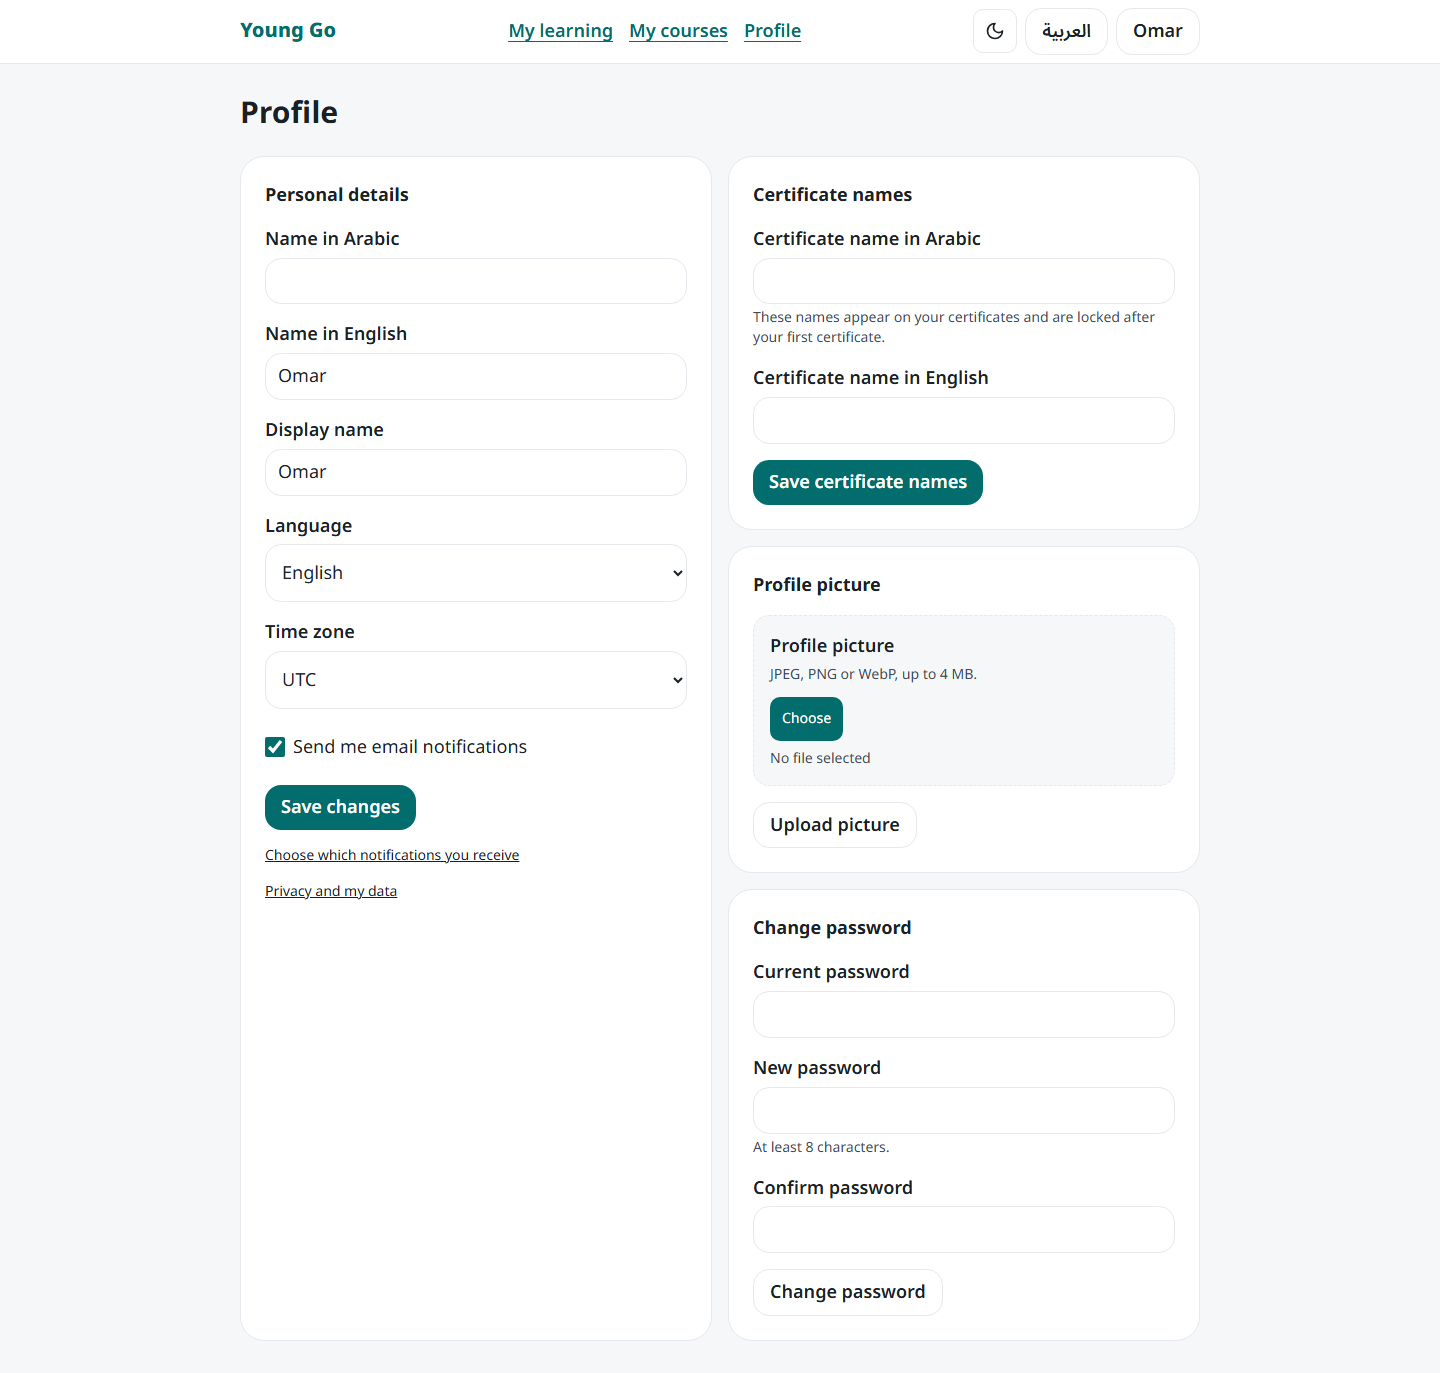 Young Go
My learning
My courses
Profile
العربية
Omar
Profile
Personal details
Name in Arabic
Name in English
Omar
Display name
Omar
Language
English
Time zone
UTC
Send me email notifications
Save changes
Choose which notifications you receive
Privacy and my data
Certificate names
Certificate name in Arabic
These names appear on your certificates and are locked after
your first certificate.
Certificate name in English
Save certificate names
Profile picture
Profile picture
JPEG, PNG or WebP, up to 4 MB.
Choose
No file selected
Upload picture
Change password
Current password
New password
At least 8 characters.
Confirm password
Change password